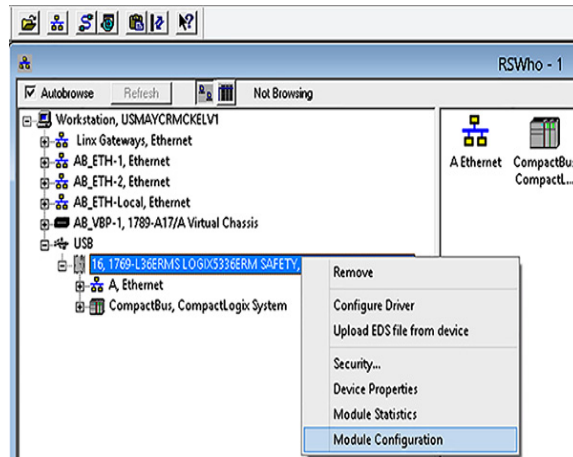 RSWho - 1
Autobrowse
Refresh
Not Browsing
Workstation, USMAYCRMCKELV1
Linx Gateways, Ethernet
AB_ETH-1, Ethernet
AB_ETH-2, Ethernet
AB_ETH-Local, Ethernet
AB_VBP-1, 1789-A17/A Virtual Chassis
USB
16, 1769-L36ERMS LOGIX5336ERM SAFETY,
A, Ethernet
CompactBus, CompactLogix System
A Ethernet
CompactBu
CompactL...
Remove
Configure Driver
Upload EDS file from device
Security...
Device Properties
Module Statistics
Module Configuration